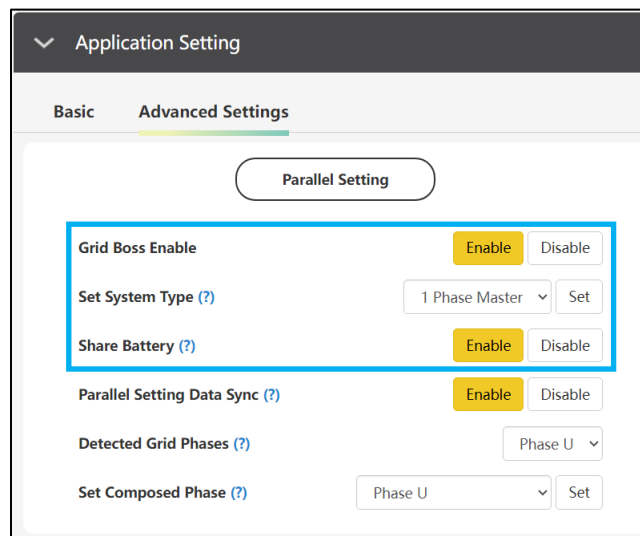 Application Setting
Basic Advanced Settings
Parallel Setting
Grid Boss Enable Enable Disable
Set System Type (?) 1 Phase Master Set
Share Battery (?) Enable Disable
Parallel Setting Data Sync (?) Enable Disable
Detected Grid Phases (?) Phase U
Set Composed Phase (?) Phase U Set